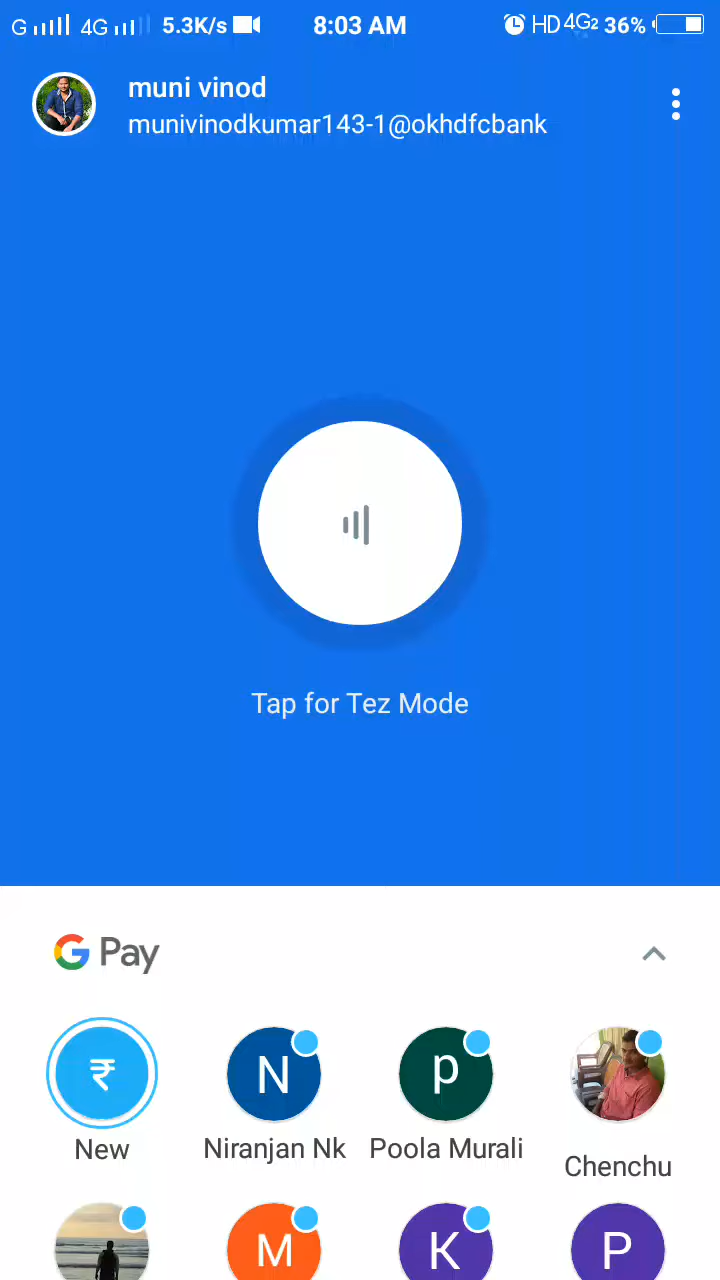 G 4G 5.3K/s 8:03 AM HD 4G2 36%
muni vinod
munivinodkumar143-1@okhdfcbank
Tap for Tez Mode
G Pay
₹ N p
New Niranjan Nk Poola Murali Chenchu
M K P